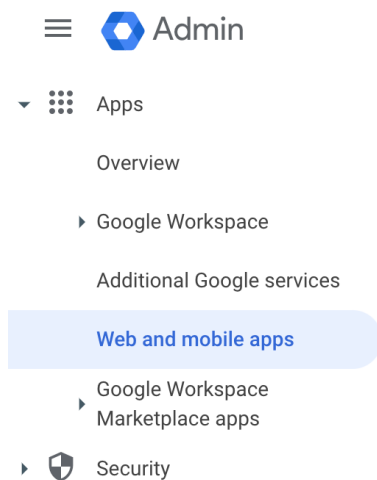 Admin
Apps
Overview
Google Workspace
Additional Google services
Web and mobile apps
Google Workspace
Marketplace apps
Security